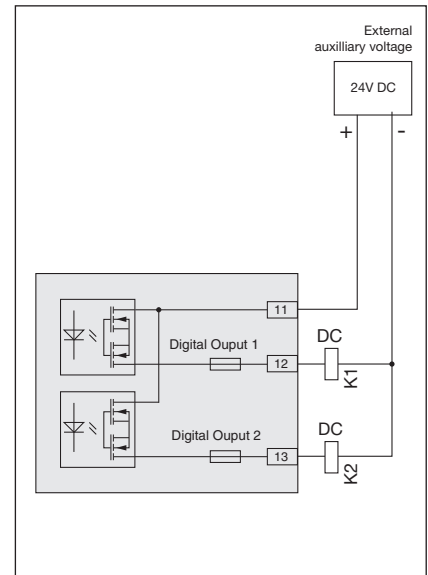 External
auxilliary voltage
24V DC
+ -
11
Digital Ouput 1
12
DC
K1
Digital Ouput 2
13
DC
K2